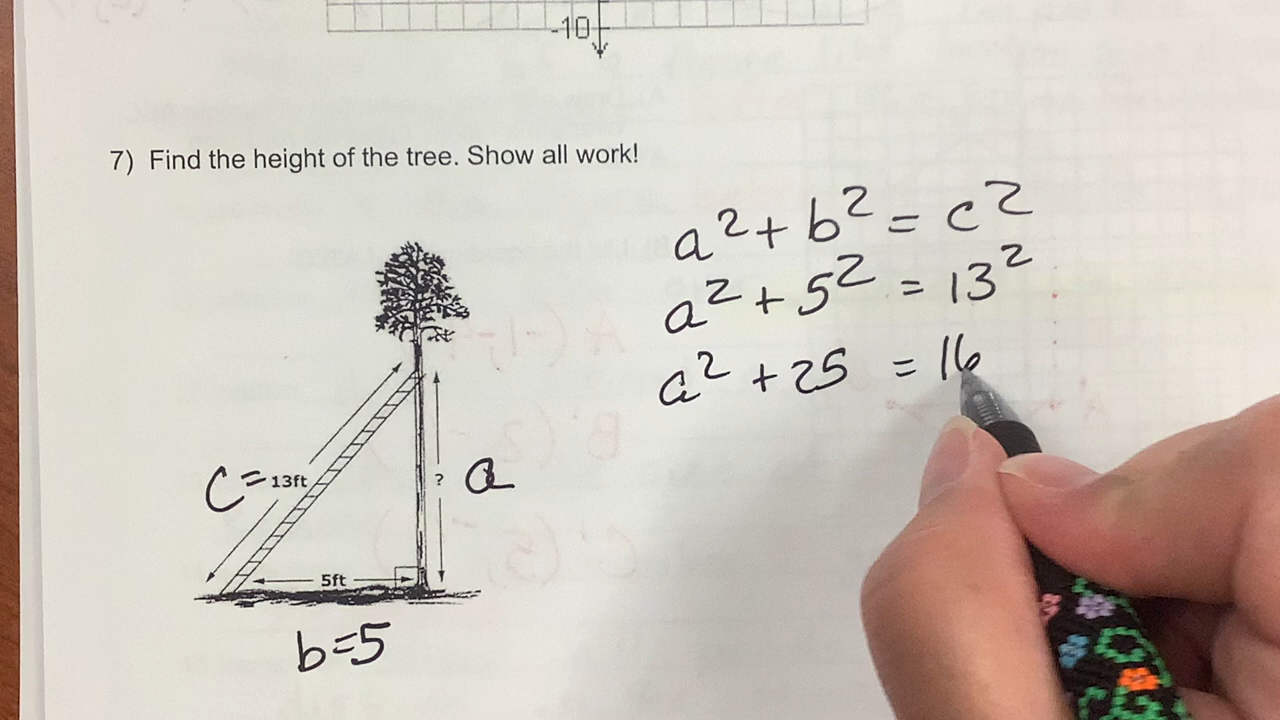 -10
7) Find the height of the tree. Show all work!
a² + b² = c²
a² + 5² = 13²
a² + 25 = 16
C = 13ft
? a
5ft
b=5